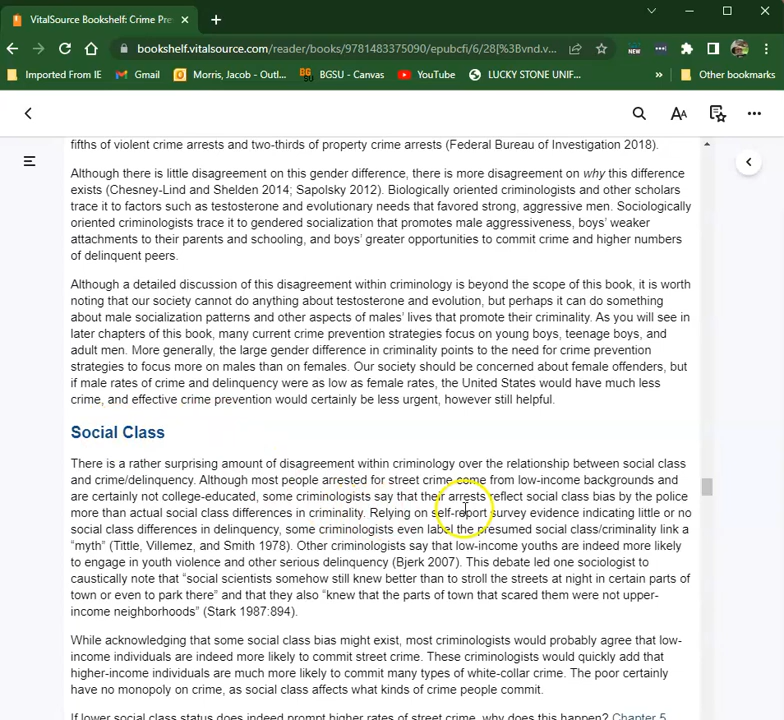 VitalSource Bookshelf: Crime Pre
bookshelf.vitalsource.com/reader/books/9781483375090/epubcfi/6/28[%3Bvnd.v
NEW
Imported From IE
Gmail
Morris, Jacob - Outl...
BGSU - Canvas
YouTube
LUCKY STONE UNIF...
»
Other bookmarks
AA
fifths of violent crime arrests and two-thirds of property crime arrests (Federal Bureau of Investigation 2018).
Although there is little disagreement on this gender difference, there is more disagreement on why this difference
exists (Chesney-Lind and Shelden 2014; Sapolsky 2012). Biologically oriented criminologists and other scholars
trace it to factors such as testosterone and evolutionary needs that favored strong, aggressive men. Sociologically
oriented criminologists trace it to gendered socialization that promotes male aggressiveness, boys' weaker
attachments to their parents and schooling, and boys' greater opportunities to commit crime and higher numbers
of delinquent peers.
Although a detailed discussion of this disagreement within criminology is beyond the scope of this book, it is worth
noting that our society cannot do anything about testosterone and evolution, but perhaps it can do something
about male socialization patterns and other aspects of males' lives that promote their criminality. As you will see in
later chapters of this book, many current crime prevention strategies focus on young boys, teenage boys, and
adult men. More generally, the large gender difference in criminality points to the need for crime prevention
strategies to focus more on males than on females. Our society should be concerned about female offenders, but
if male rates of crime and delinquency were as low as female rates, the United States would have much less
crime, and effective crime prevention would certainly be less urgent, however still helpful.
Social Class
There is a rather surprising amount of disagreement within criminology over the relationship between social class
and crime/delinquency. Although most people arrested for street crime are from low-income backgrounds and
are certainly not college-educated, some criminologists say that the reflect social class bias by the police
more than actual social class differences in criminality. Relying on self-report survey evidence indicating little or no
social class differences in delinquency, some criminologists even label presumed social class/criminality link a
"myth" (Tittle, Villemez, and Smith 1978). Other criminologists say that low-income youths are indeed more likely
to engage in youth violence and other serious delinquency (Bjerk 2007). This debate led one sociologist to
caustically note that "social scientists somehow still knew better than to stroll the streets at night in certain parts of
town or even to park there" and that they also "knew that the parts of town that scared them were not upper-
income neighborhoods" (Stark 1987:894).
While acknowledging that some social class bias might exist, most criminologists would probably agree that low-
income individuals are indeed more likely to commit street crime. These criminologists would quickly add that
higher-income individuals are much more likely to commit many types of white-collar crime. The poor certainly
have no monopoly on crime, as social class affects what kinds of crime people commit.
If lower social class status does indeed prompt higher rates of street crime, why does this happen? Chapter 5